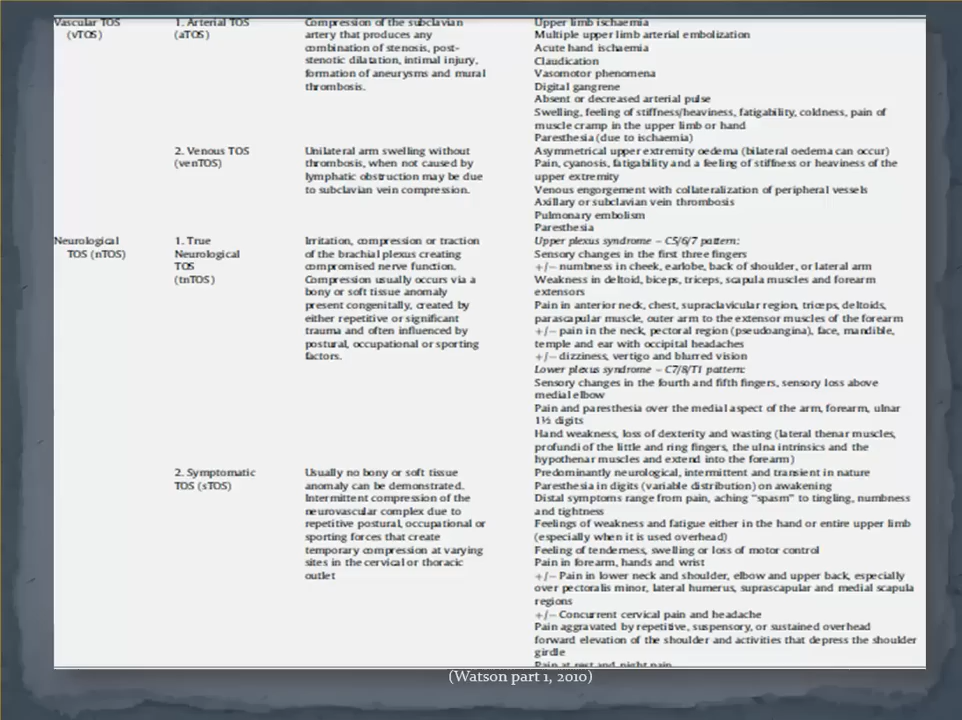 Vascular TOS
(vTOS)
1. Arterial TOS
(aTOS)
Compression of the subclavian
artery that produces any
combination of stenosis, post-
stenotic dilatation, intimal injury,
formation of aneurysms and mural
thrombosis.
Upper limb ischaemia
Multiple upper limb arterial embolization
Acute hand ischaemia
Claudication
Vasomotor phenomena
Digital gangrene
Absent or decreased arterial pulse
Swelling, feeling of stiffness/heaviness, fatigability, coldness, pain of
muscle cramp in the upper limb or hand
Paresthesia (due to ischaemia)
2. Venous TOS
(venTOS)
Unilateral arm swelling without
thrombosis, when not caused by
lymphatic obstruction may be due
to subclavian vein compression.
Asymmetrical upper extremity oedema (bilateral oedema can occur)
Pain, cyanosis, fatigability and a feeling of stiffness or heaviness of the
upper extremity
Venous engorgement with collateralization of peripheral vessels
Axillary or subclavian vein thrombosis
Pulmonary embolism
Paresthesia
Neurological
TOS (nTOS)
1. True
Neurological
TOS
(tnTOS)
Irritation, compression or traction
of the brachial plexus creating
compromised nerve function.
Compression usually occurs via a
bony or soft tissue anomaly
present congenitally, created by
either repetitive or significant
trauma and often influenced by
postural, occupational or sporting
factors.
Upper plexus syndrome – C5/6/7 pattern:
Sensory changes in the first three fingers
+/– numbness in cheek, earlobe, back of shoulder, or lateral arm
Weakness in deltoid, biceps, triceps, scapula muscles and forearm
extensors
Pain in anterior neck, chest, supraclavicular region, triceps, deltoids,
parascapular muscle, outer arm to the extensor muscles of the forearm
+/– pain in the neck, pectoral region (pseudoangina), face, mandible,
temple and ear with occipital headaches
+/– dizziness, vertigo and blurred vision
Lower plexus syndrome – C7/8/T1 pattern:
Sensory changes in the fourth and fifth fingers, sensory loss above
medial elbow
Pain and paresthesia over the medial aspect of the arm, forearm, ulnar
1½ digits
Hand weakness, loss of dexterity and wasting (lateral thenar muscles,
profundi of the little and ring fingers, the ulna intrinsics and the
hypothenar muscles and extend into the forearm)
2. Symptomatic
TOS (sTOS)
Usually no bony or soft tissue
anomaly can be demonstrated.
Intermittent compression of the
neurovascular complex due to
repetitive postural, occupational or
sporting forces that create
temporary compression at varying
sites in the cervical or thoracic
outlet
Predominantly neurological, intermittent and transient in nature
Paresthesia in digits (variable distribution) on awakening
Distal symptoms range from pain, aching “spasm” to tingling, numbness
and tightness
Feelings of weakness and fatigue either in the hand or entire upper limb
(especially when it is used overhead)
Feeling of tenderness, swelling or loss of motor control
Pain in forearm, hands and wrist
+/– Pain in lower neck and shoulder, elbow and upper back, especially
over pectoralis minor, lateral humerus, suprascapular and medial scapula
regions
+/– Concurrent cervical pain and headache
Pain aggravated by repetitive, suspensory, or sustained overhead
forward elevation of the shoulder and activities that depress the shoulder
girdle
Pain at rest and night pain
(Watson part 1, 2010)